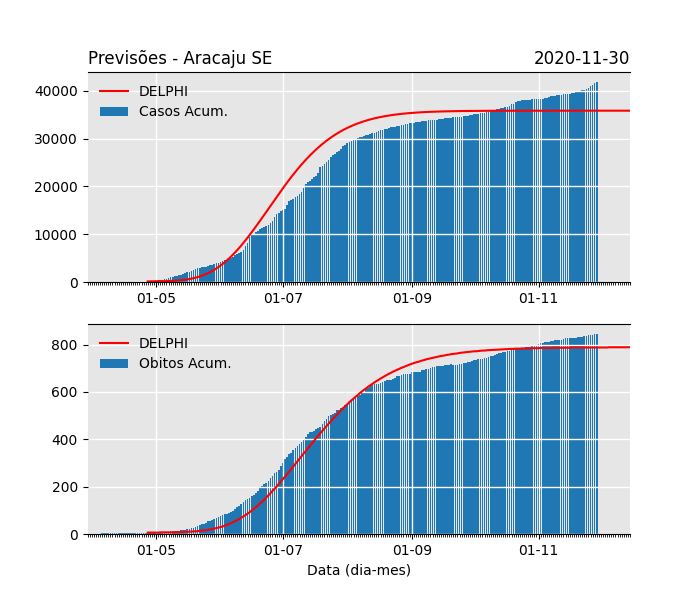 Previsões - Aracaju SE 2020-11-30
DELPHI
Casos Acum.
40000
30000
20000
10000
0
01-05 01-07 01-09 01-11
DELPHI
Obitos Acum.
800
600
400
200
0
01-05 01-07 01-09 01-11
Data (dia-mes)